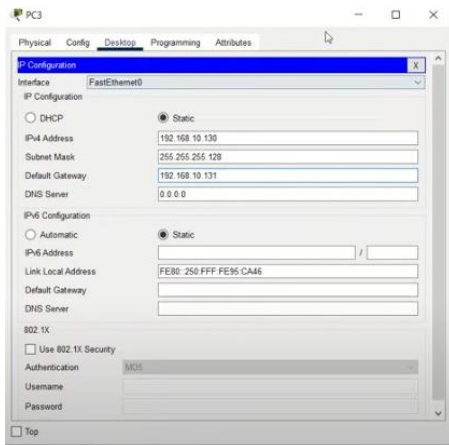 PC3
Physical Config Desktop Programming Attributes
IP Configuration X
Interface FastEthernet0
IP Configuration
DHCP Static
IPv4 Address 192.168.10.130
Subnet Mask 255.255.255.128
Default Gateway 192.168.10.131
DNS Server 0.0.0.0
IPv6 Configuration
Automatic Static
IPv6 Address /
Link Local Address FE80::250:FFF:FE95:CA46
Default Gateway
DNS Server
802.1X
Use 802.1X Security
Authentication MD5
Username
Password
Top